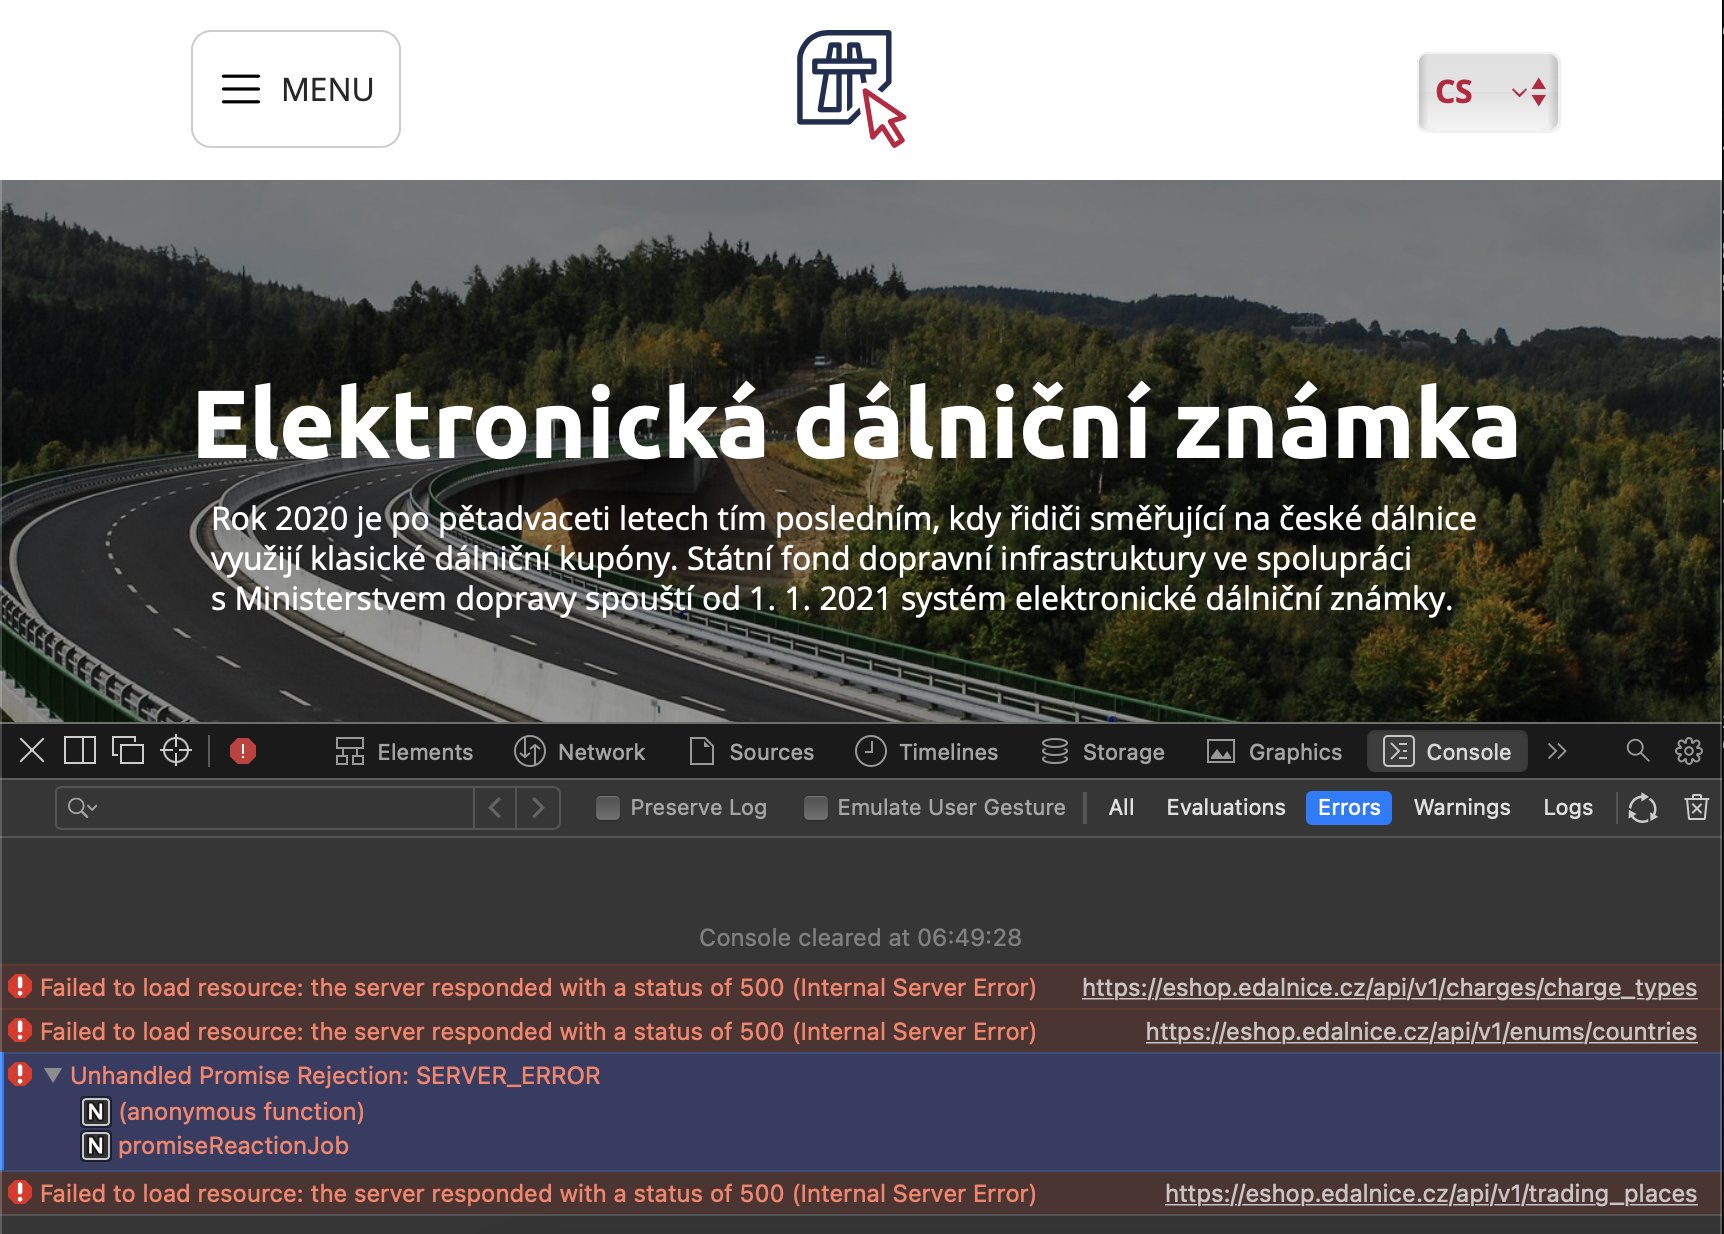 MENU
CS
Elektronická dálniční známka
Rok 2020 je po pětadvaceti letech tím posledním, kdy řidiči směřující na české dálnice
využijí klasické dálniční kupóny. Státní fond dopravní infrastruktury ve spolupráci
s Ministerstvem dopravy spouští od 1. 1. 2021 systém elektronické dálniční známky.
Elements Network Sources Timelines Storage Graphics Console
Preserve Log Emulate User Gesture All Evaluations Errors Warnings Logs
Console cleared at 06:49:28
Failed to load resource: the server responded with a status of 500 (Internal Server Error) https://eshop.edalnice.cz/api/v1/charges/charge_types
Failed to load resource: the server responded with a status of 500 (Internal Server Error) https://eshop.edalnice.cz/api/v1/enums/countries
Unhandled Promise Rejection: SERVER_ERROR
N (anonymous function)
N promiseReactionJob
Failed to load resource: the server responded with a status of 500 (Internal Server Error) https://eshop.edalnice.cz/api/v1/trading_places